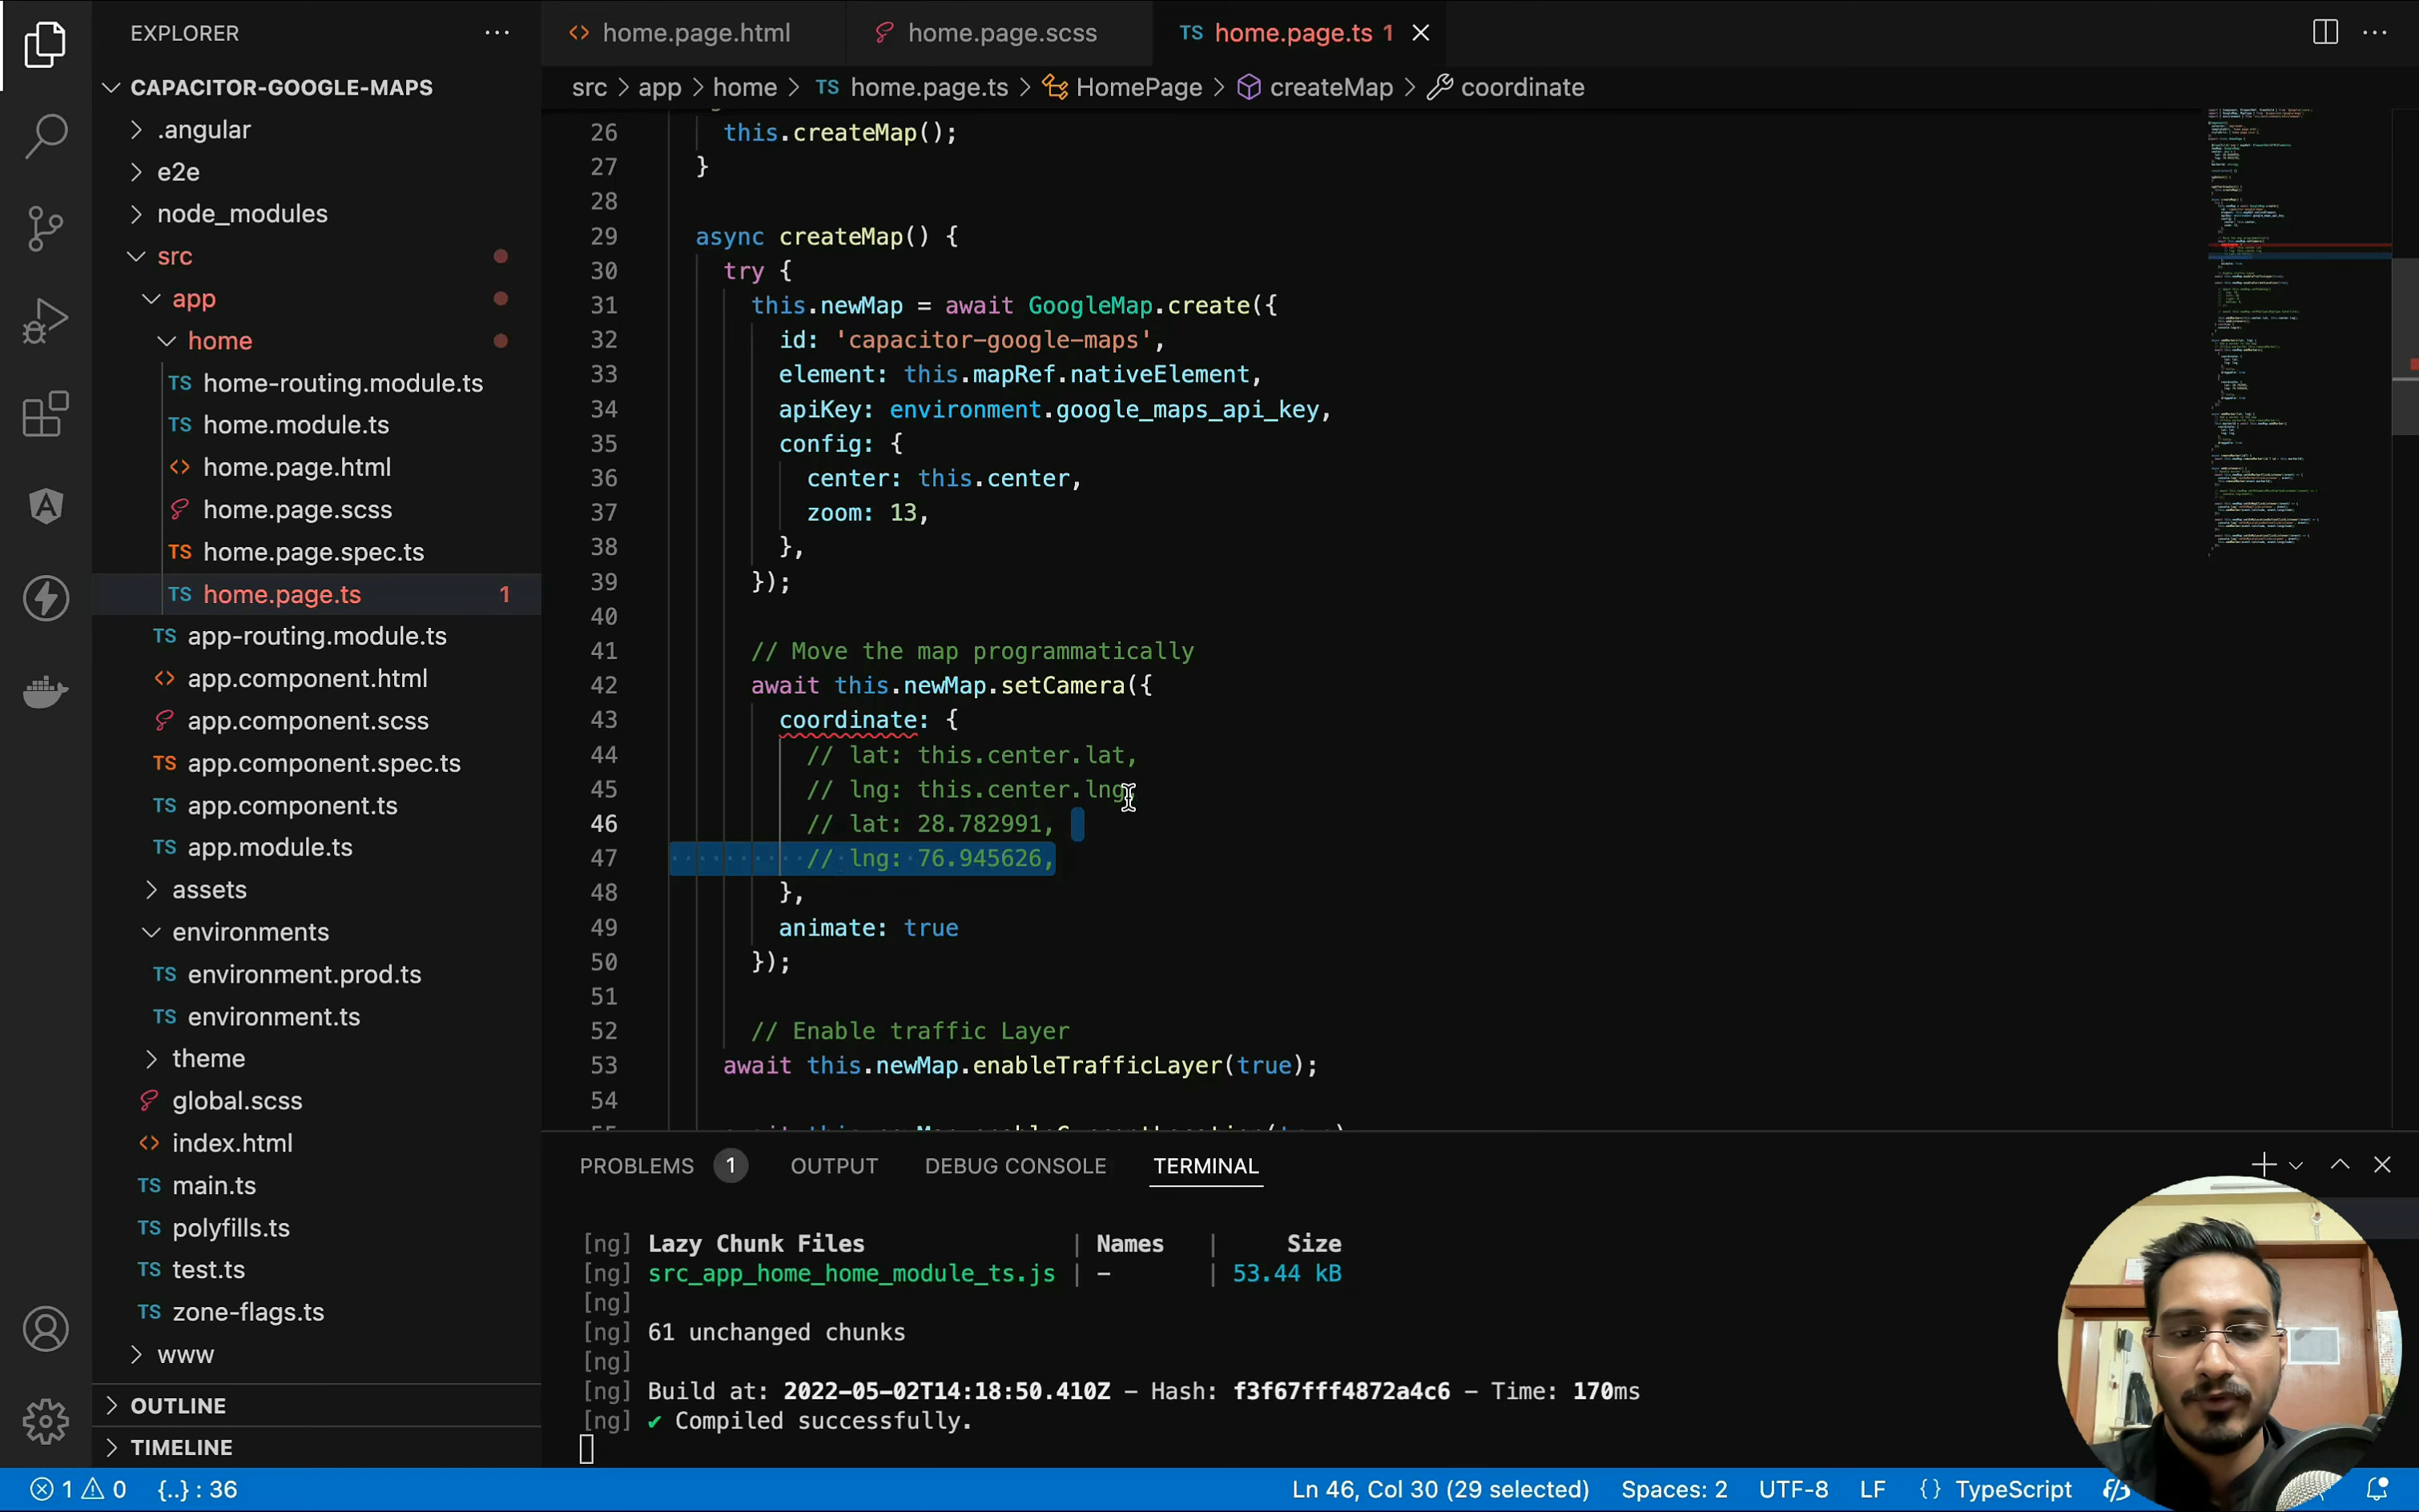 EXPLORER
CAPACITOR-GOOGLE-MAPS
.angular
e2e
node_modules
src
app
home
TS home-routing.module.ts
TS home.module.ts
<> home.page.html
home.page.scss
TS home.page.spec.ts
TS home.page.ts 1
TS app-routing.module.ts
<> app.component.html
app.component.scss
TS app.component.spec.ts
TS app.component.ts
TS app.module.ts
assets
environments
TS environment.prod.ts
TS environment.ts
theme
global.scss
<> index.html
TS main.ts
TS polyfills.ts
TS test.ts
TS zone-flags.ts
www
OUTLINE
TIMELINE
<> home.page.html
home.page.scss
TS home.page.ts 1
src > app > home > TS home.page.ts > HomePage > createMap > coordinate
26 this.createMap();
27 }
28
29 async createMap() {
30 try {
31 this.newMap = await GoogleMap.create({
32 id: 'capacitor-google-maps',
33 element: this.mapRef.nativeElement,
34 apiKey: environment.google_maps_api_key,
35 config: {
36 center: this.center,
37 zoom: 13,
38 },
39 });
40
41 // Move the map programmatically
42 await this.newMap.setCamera({
43 coordinate: {
44 // lat: this.center.lat,
45 // lng: this.center.lng,
46 // lat: 28.782991,
47 // lng: 76.945626,
48 },
49 animate: true
50 });
51
52 // Enable traffic Layer
53 await this.newMap.enableTrafficLayer(true);
54
55 await this.newMap.enableCurrentLocation(true)
PROBLEMS 1 OUTPUT DEBUG CONSOLE TERMINAL
[ng] Lazy Chunk Files | Names | Size
[ng] src_app_home_home_module_ts.js | – | 53.44 kB
[ng]
[ng] 61 unchanged chunks
[ng]
[ng] Build at: 2022-05-02T14:18:50.410Z – Hash: f3f67fff4872a4c6 – Time: 170ms
[ng] ✔ Compiled successfully.
1 0 {..} : 36
Ln 46, Col 30 (29 selected) Spaces: 2 UTF-8 LF {} TypeScript